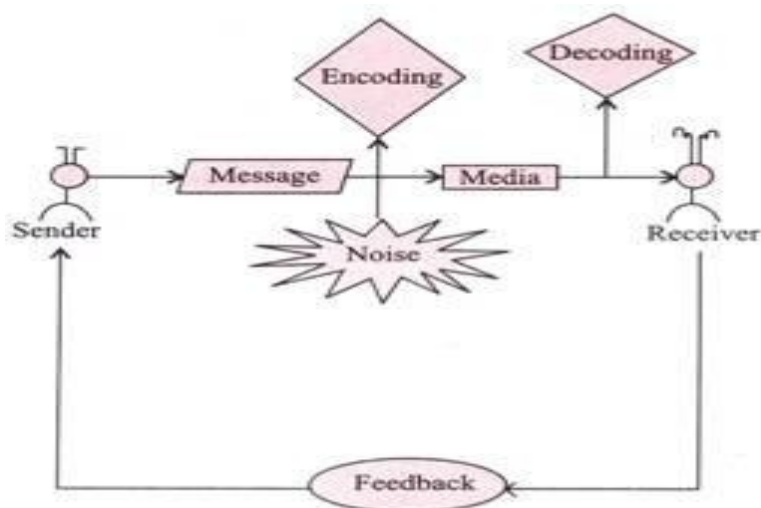 Encoding
Decoding
Message
Media
Sender
Noise
Receiver
Feedback